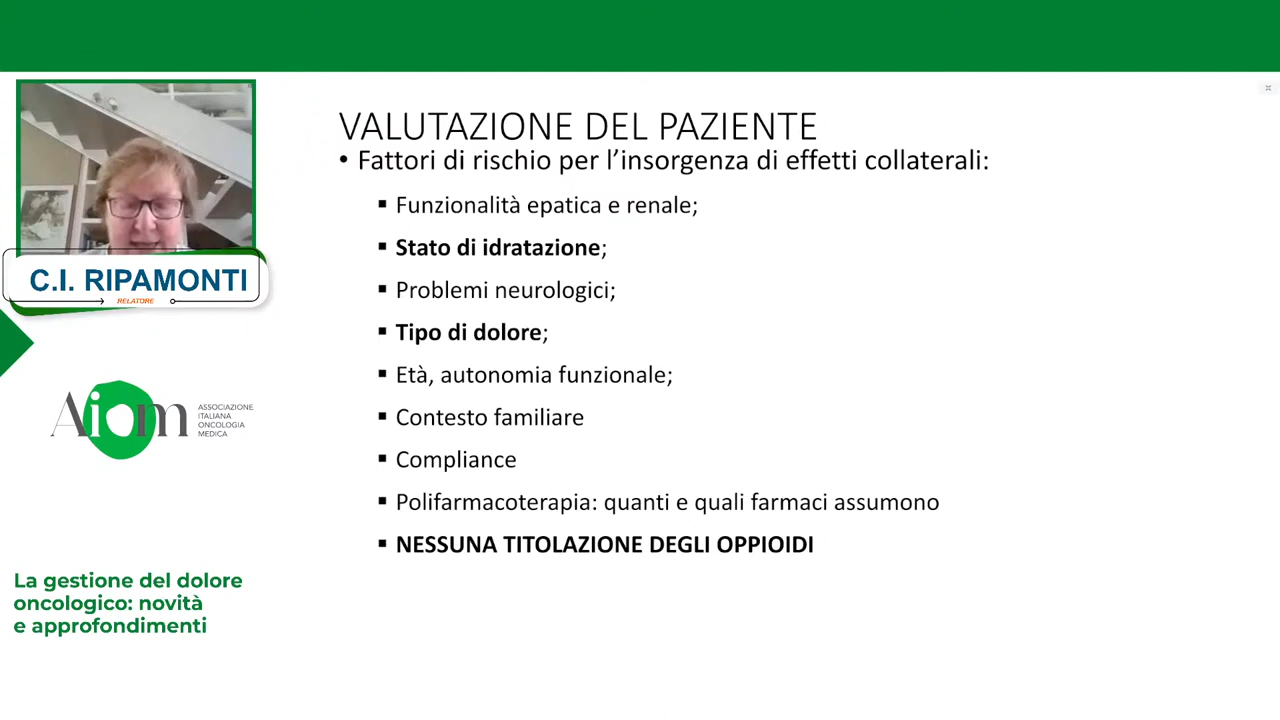 VALUTAZIONE DEL PAZIENTE
• Fattori di rischio per l’insorgenza di effetti collaterali:
▪ Funzionalità epatica e renale;
▪ Stato di idratazione;
▪ Problemi neurologici;
▪ Tipo di dolore;
▪ Età, autonomia funzionale;
▪ Contesto familiare
▪ Compliance
▪ Polifarmacoterapia: quanti e quali farmaci assumono
▪ NESSUNA TITOLAZIONE DEGLI OPPIOIDI
C.I. RIPAMONTI
RELATORE
Aiom
ASSOCIAZIONE
ITALIANA
ONCOLOGIA
MEDICA
La gestione del dolore
oncologico: novità
e approfondimenti